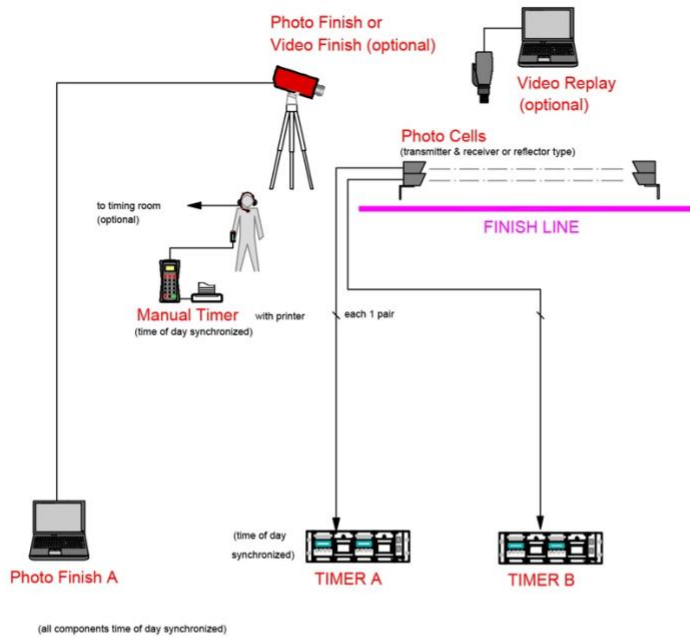 Photo Finish or
Video Finish (optional)
Video Replay
(optional)
Photo Cells
(transmitter & receiver or reflector type)
FINISH LINE
to timing room
(optional)
Manual Timer
with printer
(time of day synchronized)
each 1 pair
(time of day
synchronized)
Photo Finish A
TIMER A
TIMER B
(all components time of day synchronized)